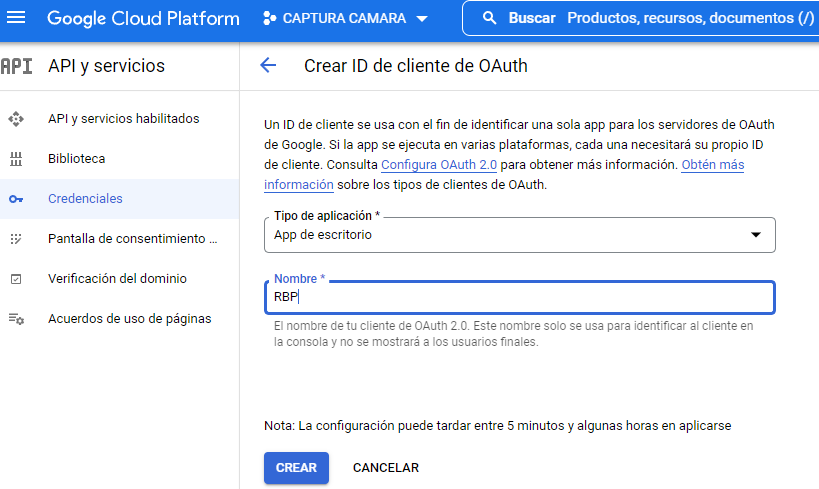 Google Cloud Platform
CAPTURA CAMARA
Buscar Productos, recursos, documentos (/)
API API y servicios
Crear ID de cliente de OAuth
API y servicios habilitados
Biblioteca
Credenciales
Pantalla de consentimiento ...
Verificación del dominio
Acuerdos de uso de páginas
Un ID de cliente se usa con el fin de identificar una sola app para los servidores de OAuth
de Google. Si la app se ejecuta en varias plataformas, cada una necesitará su propio ID
de cliente. Consulta Configura OAuth 2.0 para obtener más información. Obtén más
información sobre los tipos de clientes de OAuth.
Tipo de aplicación *
App de escritorio
Nombre *
RBP
El nombre de tu cliente de OAuth 2.0. Este nombre solo se usa para identificar al cliente en
la consola y no se mostrará a los usuarios finales.
Nota: La configuración puede tardar entre 5 minutos y algunas horas en aplicarse
CREAR
CANCELAR